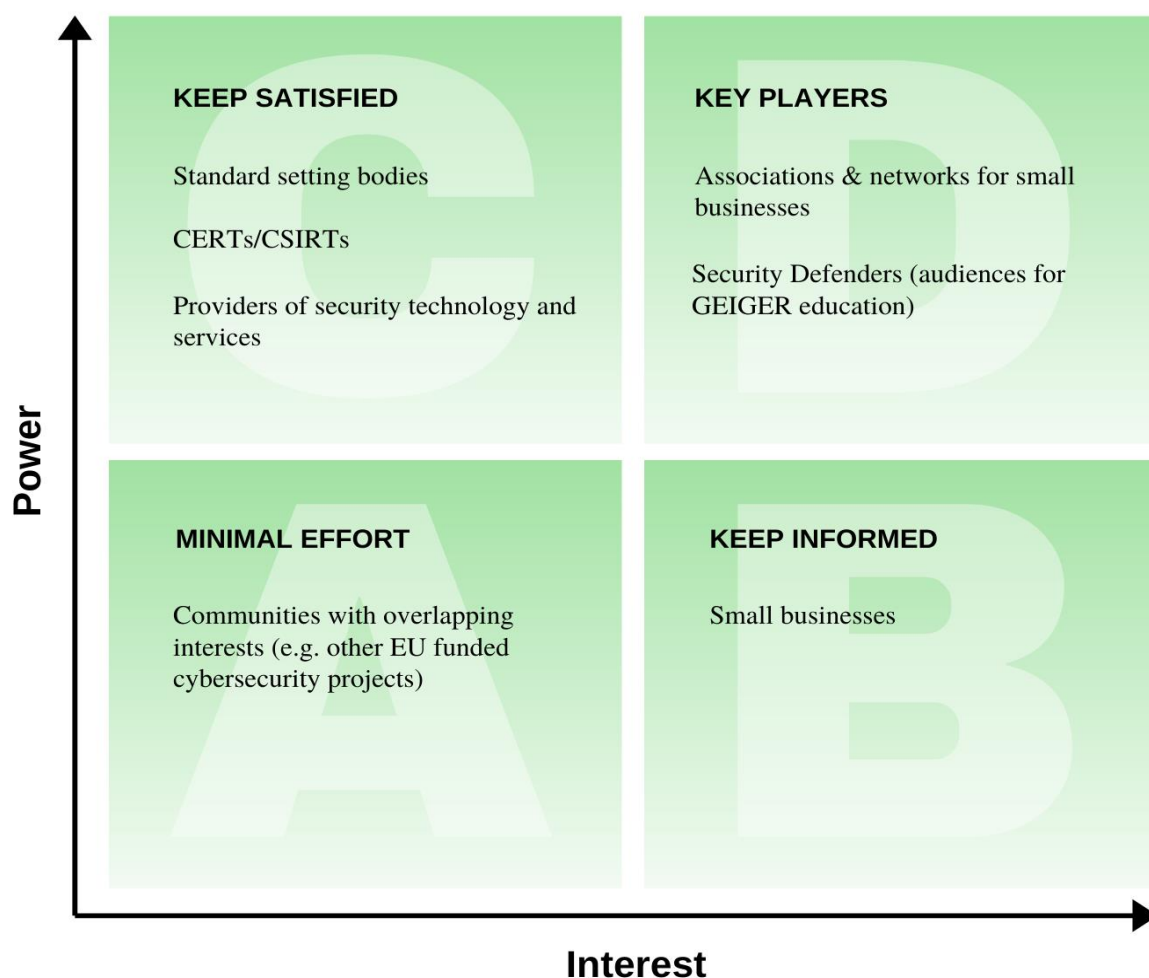 C
KEEP SATISFIED
Standard setting bodies
CERTs/CSIRTs
Providers of security technology and
services
D
KEY PLAYERS
Associations & networks for small
businesses
Security Defenders (audiences for
GEIGER education)
Power
A
MINIMAL EFFORT
Communities with overlapping
interests (e.g. other EU funded
cybersecurity projects)
B
KEEP INFORMED
Small businesses
Interest